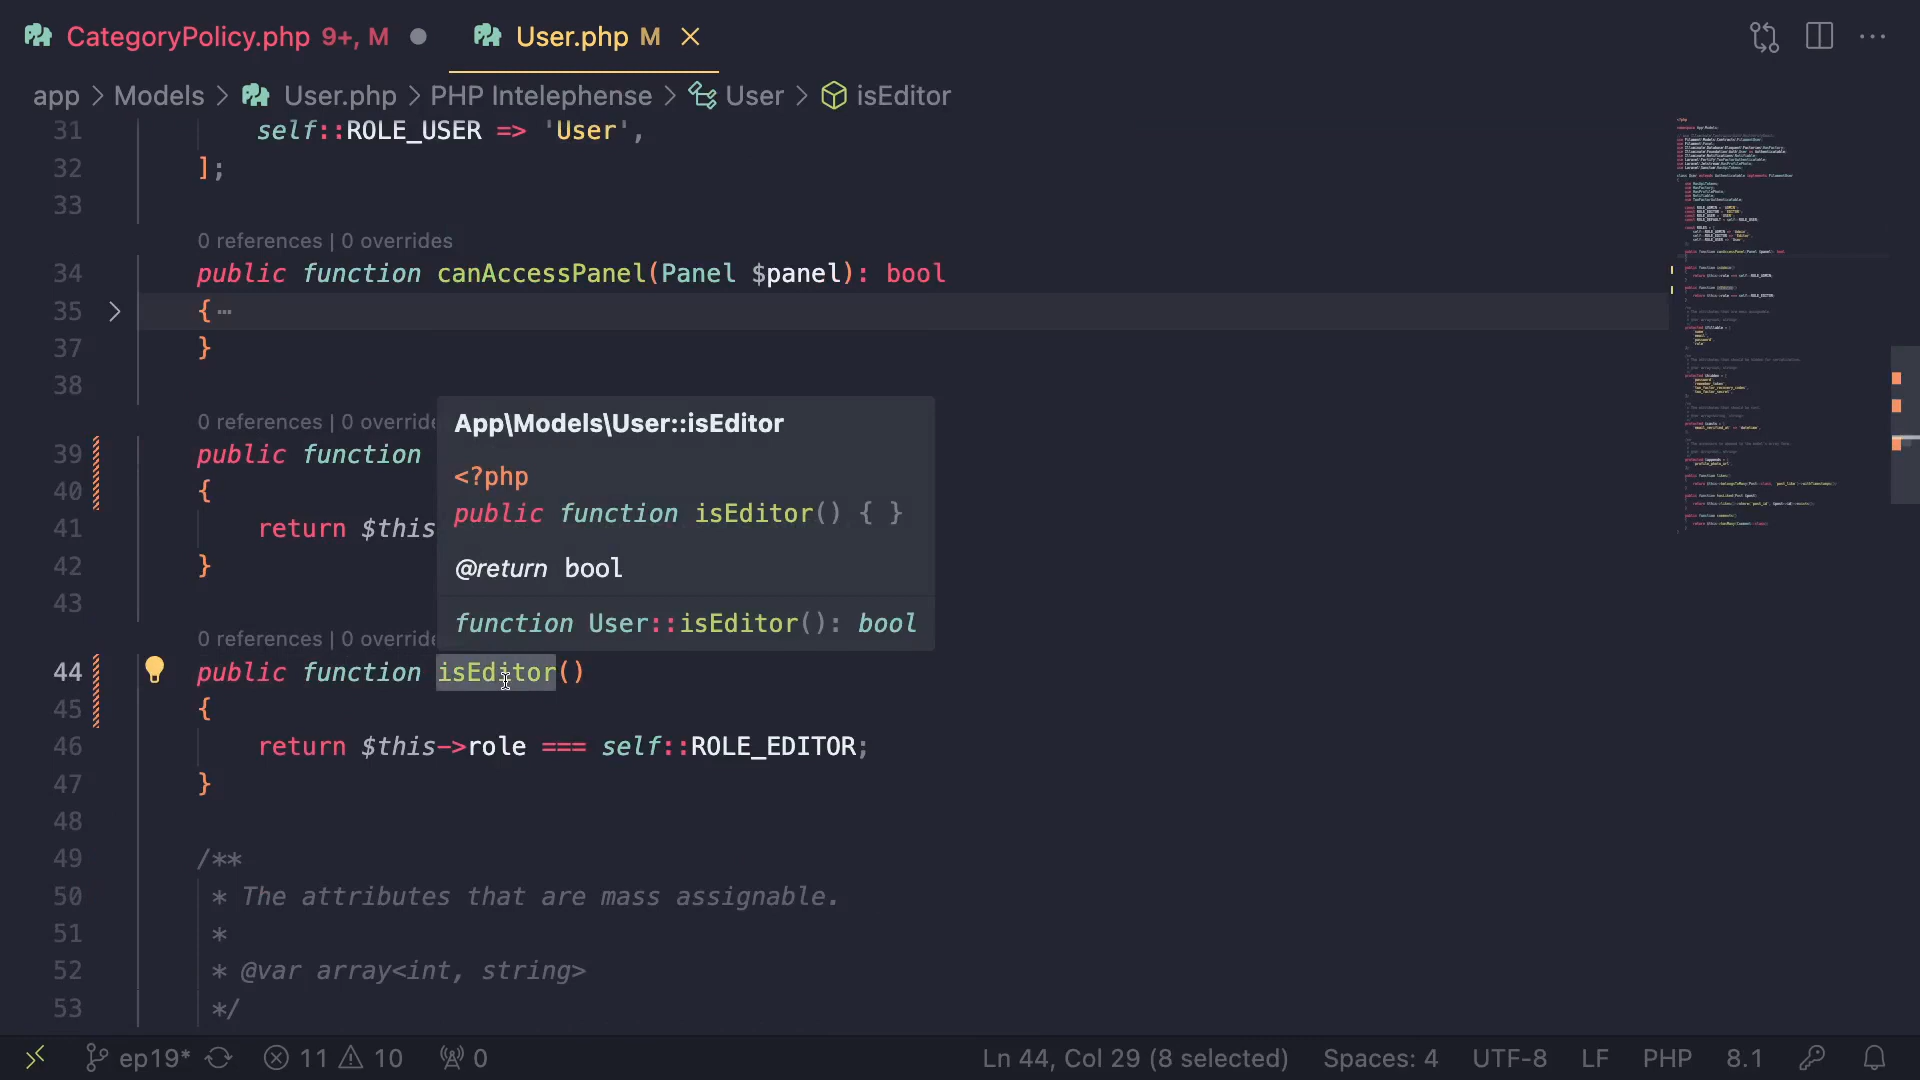 CategoryPolicy.php 9+, M
User.php M
app > Models > User.php > PHP Intelephense > User > isEditor
31 self::ROLE_USER => 'User',
32 ];
33
0 references | 0 overrides
34 public function canAccessPanel(Panel $panel): bool
35 { ⋯
37 }
38
0 references | 0 override
39 public function
40 {
41 return $this
42 }
43
App\Models\User::isEditor
<?php
public function isEditor() { }
@return bool
function User::isEditor(): bool
0 references | 0 override
44 public function isEditor()
45 {
46 return $this->role === self::ROLE_EDITOR;
47 }
48
49 /**
50 * The attributes that are mass assignable.
51 *
52 * @var array<int, string>
53 */
ep19* 11 10 0 Ln 44, Col 29 (8 selected) Spaces: 4 UTF-8 LF PHP 8.1